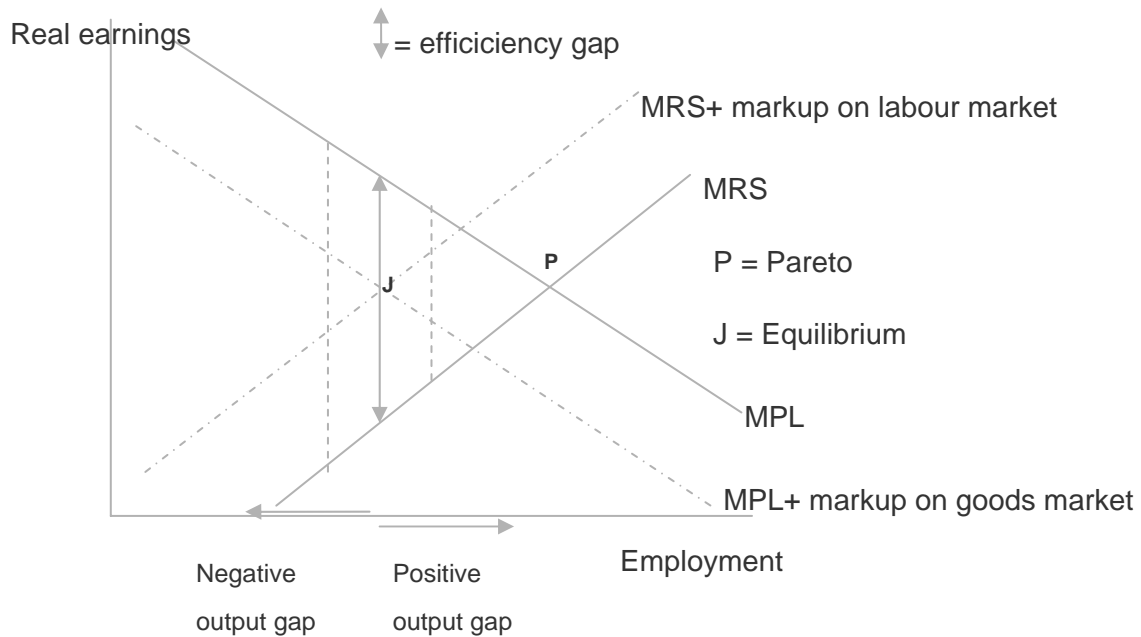 Real earnings
= efficiciency gap
MRS+ markup on labour market
MRS
P
P = Pareto
J
J = Equilibrium
MPL
MPL+ markup on goods market
Employment
Negative
output gap
Positive
output gap